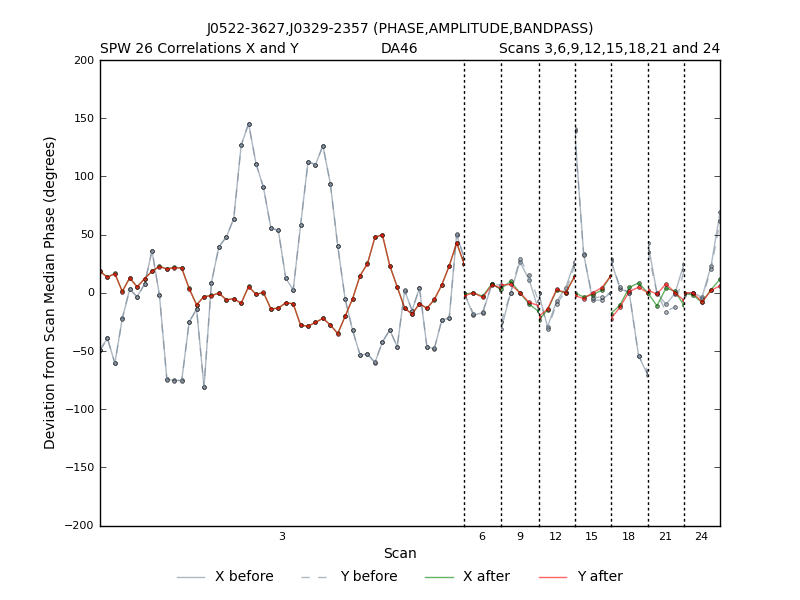 J0522-3627,J0329-2357 (PHASE,AMPLITUDE,BANDPASS)
SPW 26 Correlations X and Y DA46 Scans 3,6,9,12,15,18,21 and 24
200
150
100
50
0
−50
−100
−150
−200
Deviation from Scan Median Phase (degrees)
3 6 9 12 15 18 21 24
Scan
X before Y before X after Y after